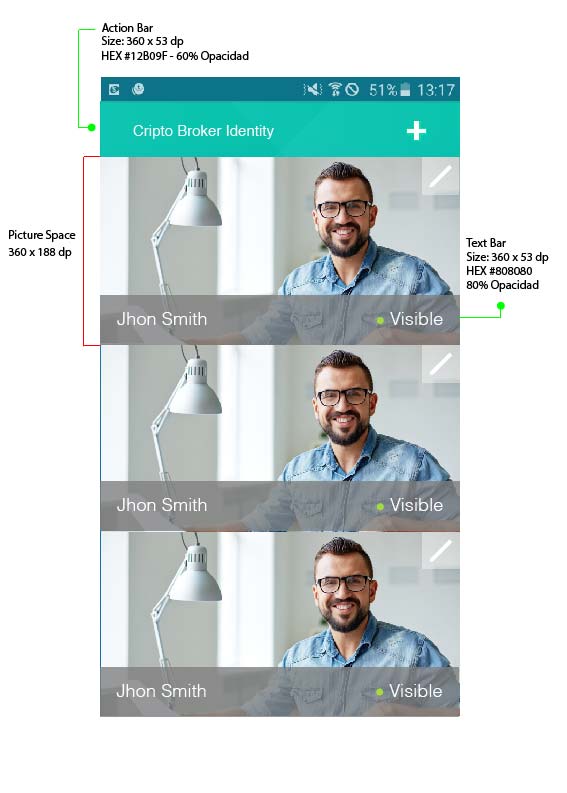 Action Bar
Size: 360 x 53 dp
HEX #12B09F - 60% Opacidad
51% 13:17
Cripto Broker Identity
Picture Space
360 x 188 dp
Text Bar
Size: 360 x 53 dp
HEX #808080
80% Opacidad
Jhon Smith Visible
Jhon Smith Visible
Jhon Smith Visible